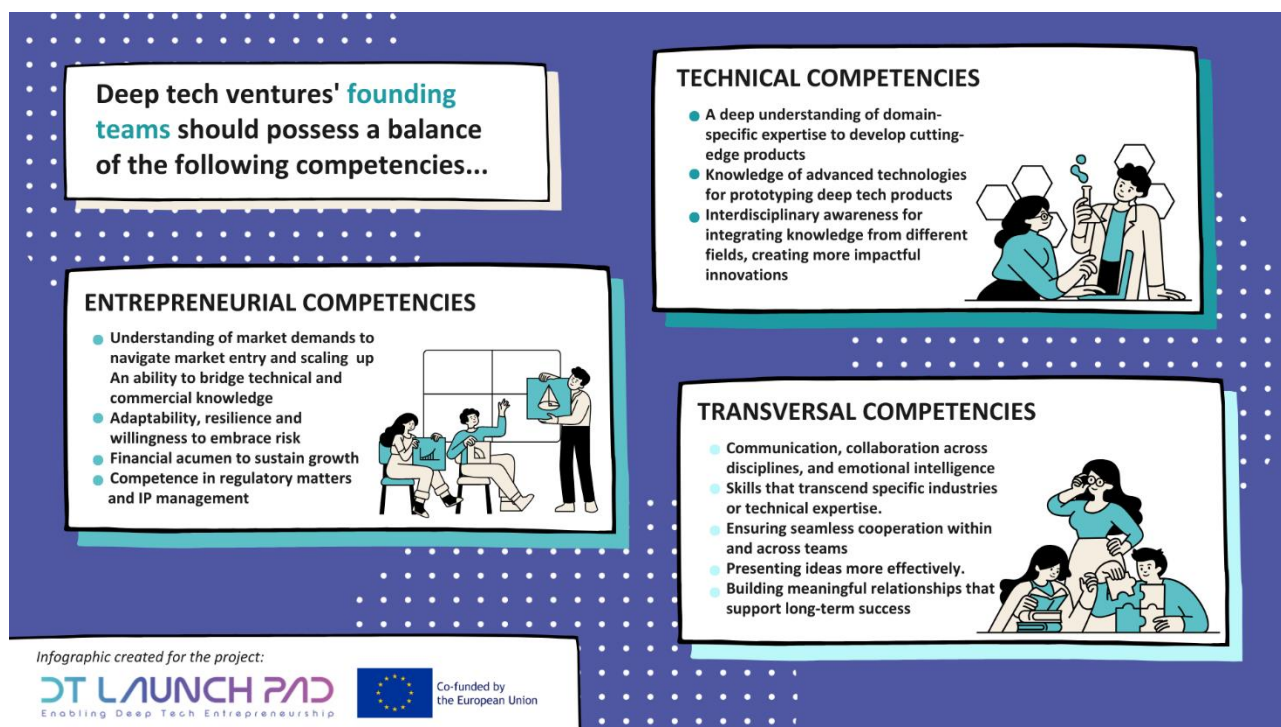 Deep tech ventures' founding
teams should possess a balance
of the following competencies...
ENTREPRENEURIAL COMPETENCIES
Understanding of market demands to
navigate market entry and scaling up
An ability to bridge technical and
commercial knowledge
Adaptability, resilience and
willingness to embrace risk
Financial acumen to sustain growth
Competence in regulatory matters
and IP management
TECHNICAL COMPETENCIES
A deep understanding of domain-
specific expertise to develop cutting-
edge products
Knowledge of advanced technologies
for prototyping deep tech products
Interdisciplinary awareness for
integrating knowledge from different
fields, creating more impactful
innovations
TRANSVERSAL COMPETENCIES
Communication, collaboration across
disciplines, and emotional intelligence
Skills that transcend specific industries
or technical expertise.
Ensuring seamless cooperation within
and across teams
Presenting ideas more effectively.
Building meaningful relationships that
support long-term success
Infographic created for the project:
DT LAUNCH PAD
Enabling Deep Tech Entrepreneurship
Co-funded by
the European Union